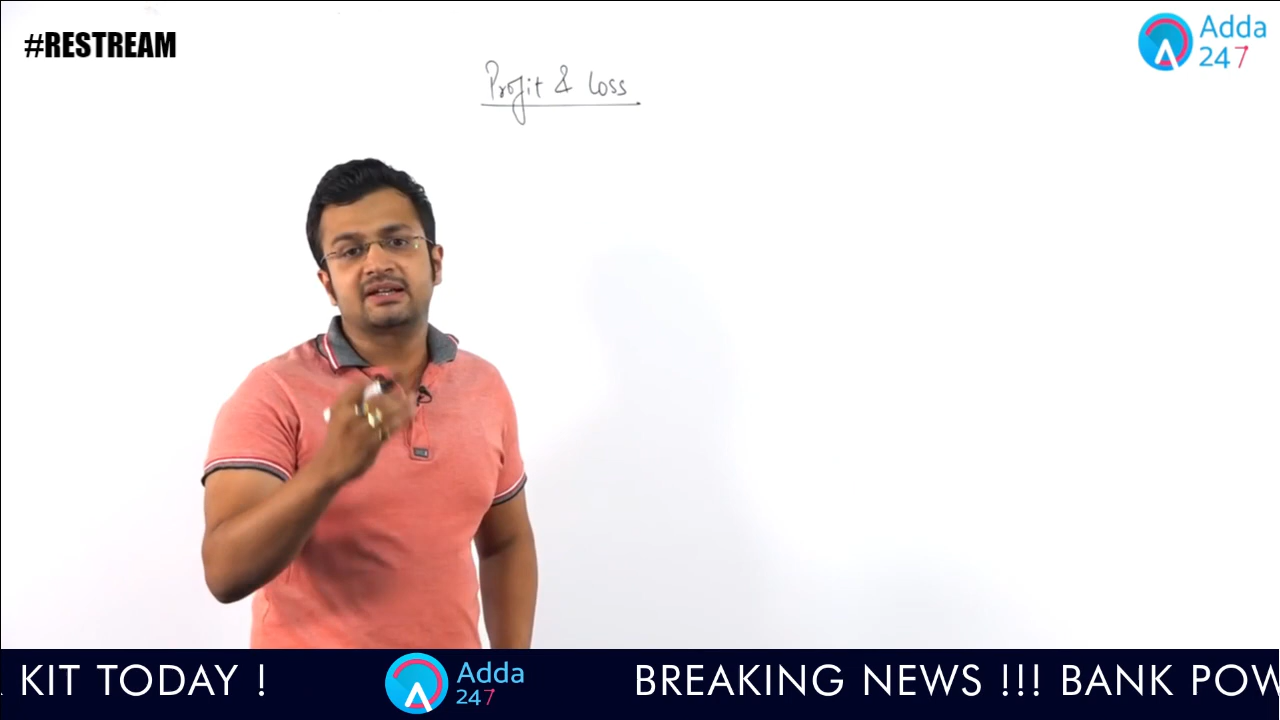 #RESTREAM
Adda
247
Profit & Loss
KIT TODAY !
Adda
247
BREAKING NEWS !!! BANK POW